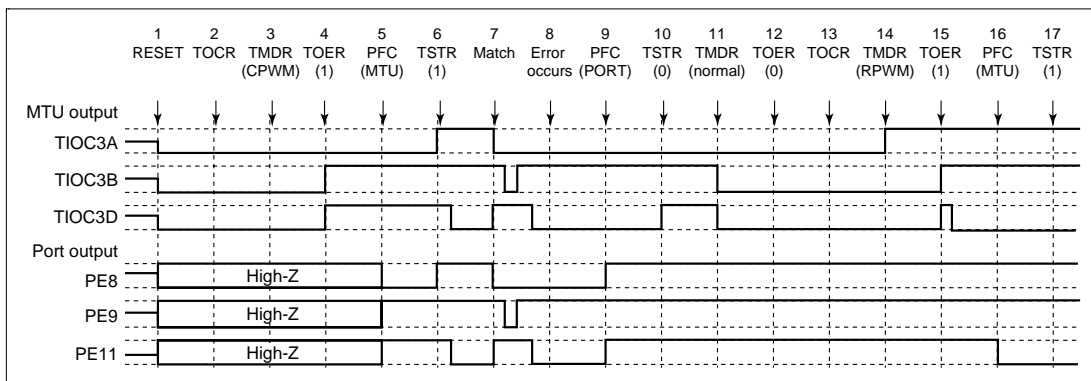 1 2 3 4 5 6 7 8 9 10 11 12 13 14 15 16 17
RESET TOCR TMDR TOER PFC TSTR Match Error PFC TSTR TMDR TOER TOCR TMDR TOER PFC TSTR
(CPWM) (1) (MTU) (1) occurs (PORT) (0) (normal) (0) (RPWM) (1) (MTU) (1)
MTU output
TIOC3A
TIOC3B
TIOC3D
Port output
PE8 High-Z
PE9 High-Z
PE11 High-Z